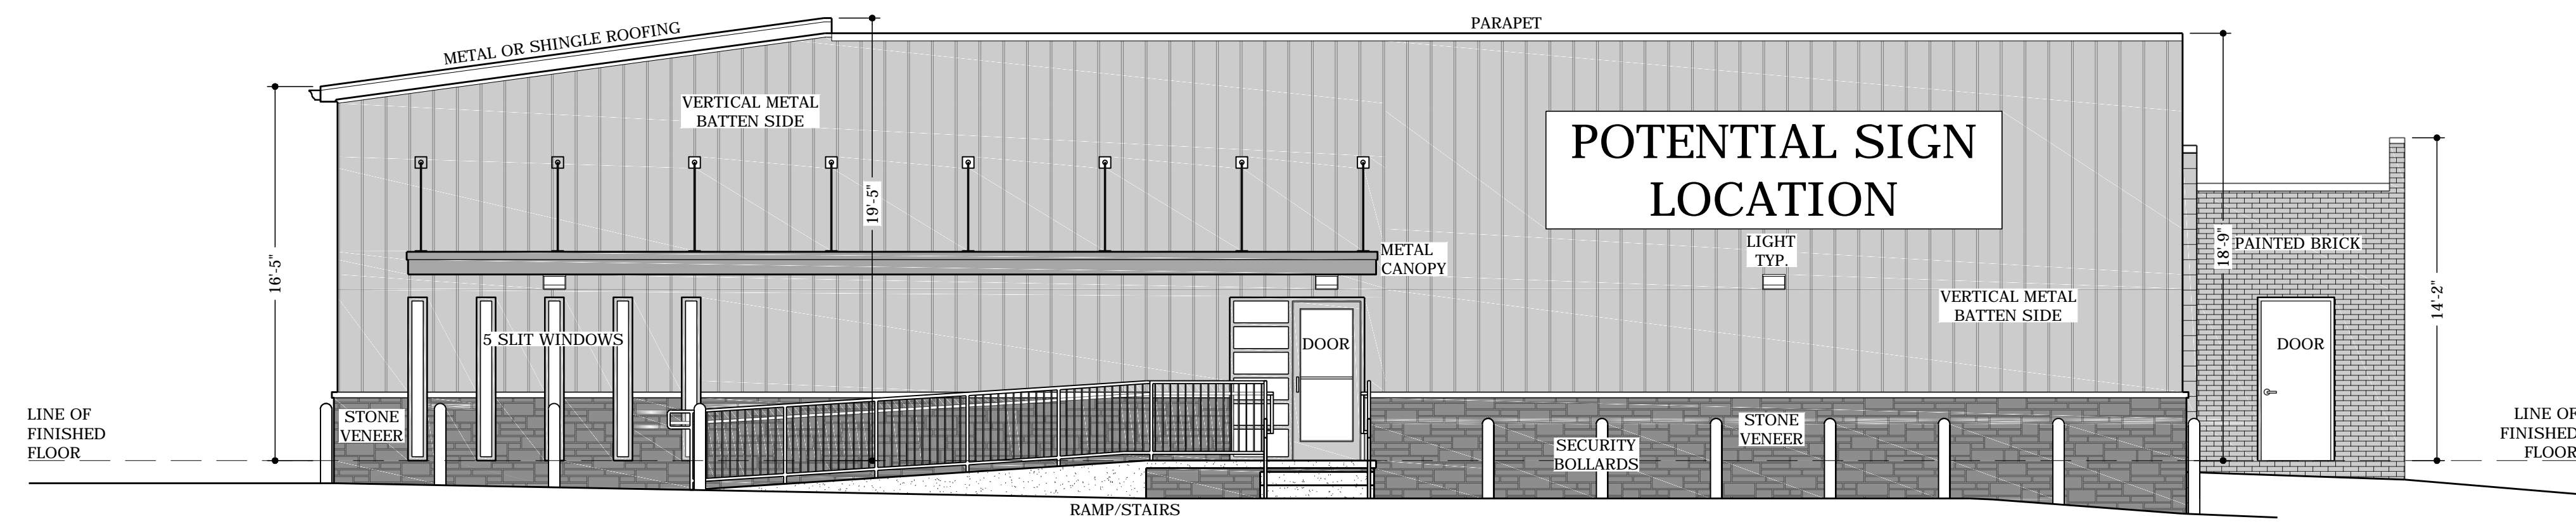 METAL OR SHINGLE ROOFING
PARAPET
VERTICAL METAL
BATTEN SIDE
POTENTIAL SIGN
LOCATION
16'-5"
19'-5"
18'-9"
14'-2"
METAL
CANOPY
LIGHT
TYP.
PAINTED BRICK
VERTICAL METAL
BATTEN SIDE
5 SLIT WINDOWS
DOOR
DOOR
LINE OF
FINISHED
FLOOR
STONE
VENEER
SECURITY
BOLLARDS
STONE
VENEER
LINE OF
FINISHED
FLOOR
RAMP/STAIRS